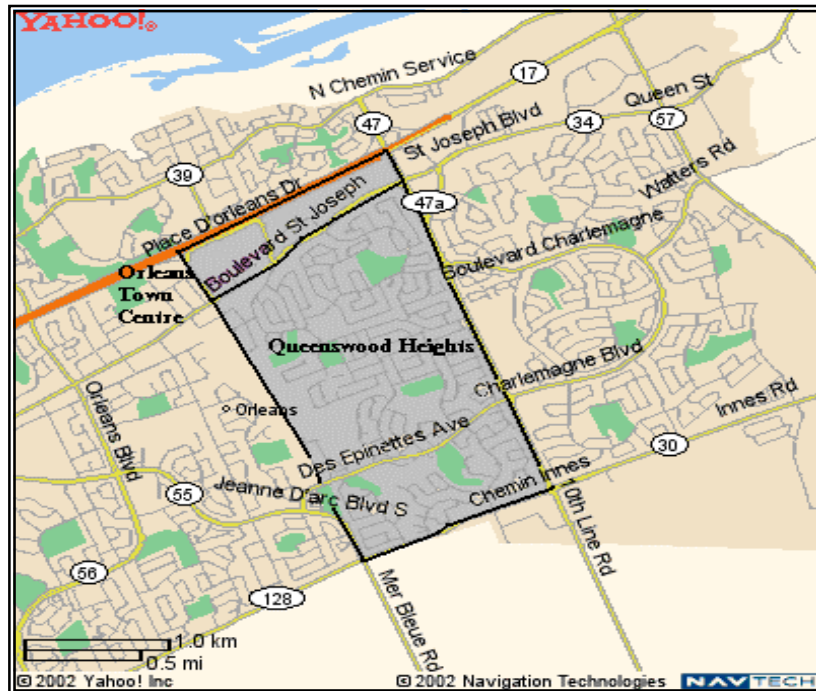 YAHOO!®
N Chemin Service
17
Queen St
47
St Joseph Blvd
34
57
39
Watters Rd
Place D'orleans Dr
Boulevard St Joseph
47a
Boulevard Charlemagne
Orleans
Town
Centre
Queenswood Heights
Charlemagne Blvd
Innes Rd
Orleans Blvd
Orleans
Des Epinettes Ave
30
55
Jeanne D'arc Blvd S
Chemin Innes
10th Line Rd
56
128
Mer Bleue Rd
1.0 km
0.5 mi
© 2002 Yahoo! Inc
© 2002 Navigation Technologies
NAVTECH